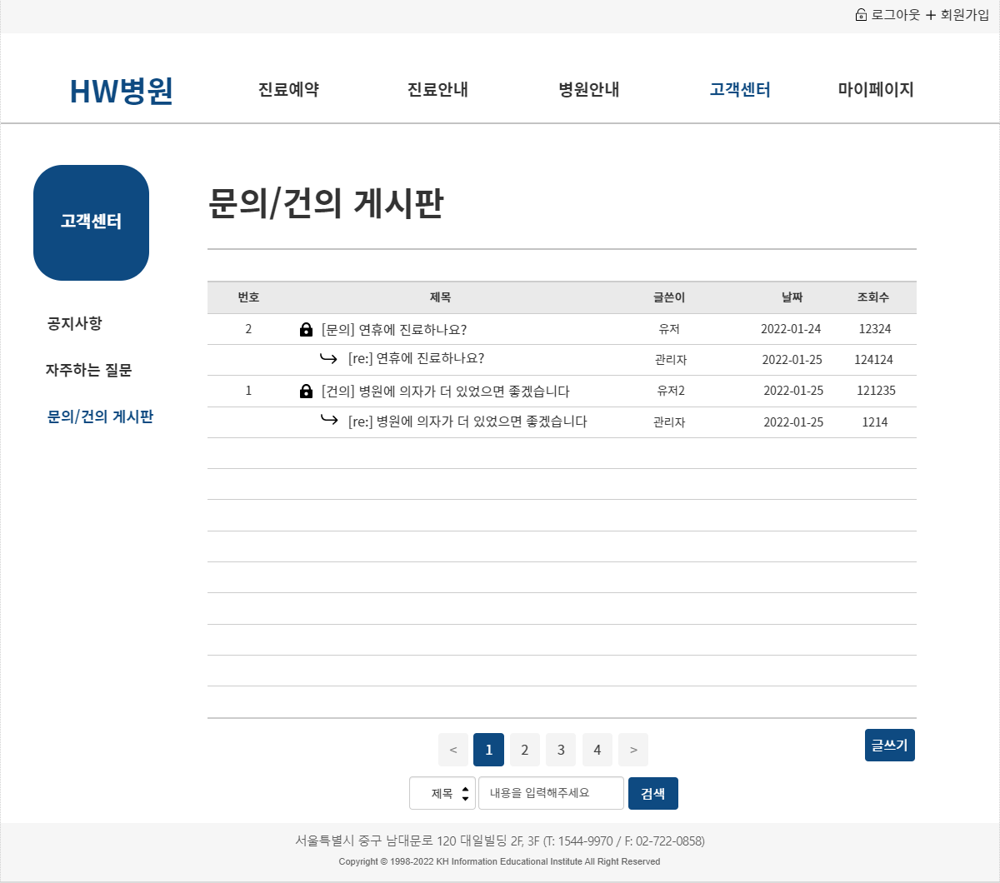 로그아웃 + 회원가입
HW병원 진료예약 진료안내 병원안내 고객센터 마이페이지
고객센터
공지사항
자주하는 질문
문의/건의 게시판
문의/건의 게시판
번호 제목 글쓴이 날짜 조회수
2 [문의] 연휴에 진료하나요? 유저 2022-01-24 12324
[re:] 연휴에 진료하나요? 관리자 2022-01-25 124124
1 [건의] 병원에 의자가 더 있었으면 좋겠습니다 유저2 2022-01-25 121235
[re:] 병원에 의자가 더 있었으면 좋겠습니다 관리자 2022-01-25 1214
< 1 2 3 4 > 글쓰기
제목 내용을 입력해주세요 검색
서울특별시 중구 남대문로 120 대일빌딩 2F, 3F (T: 1544-9970 / F: 02-722-0858)
Copyright © 1998-2022 KH Information Educational Institute All Right Reserved